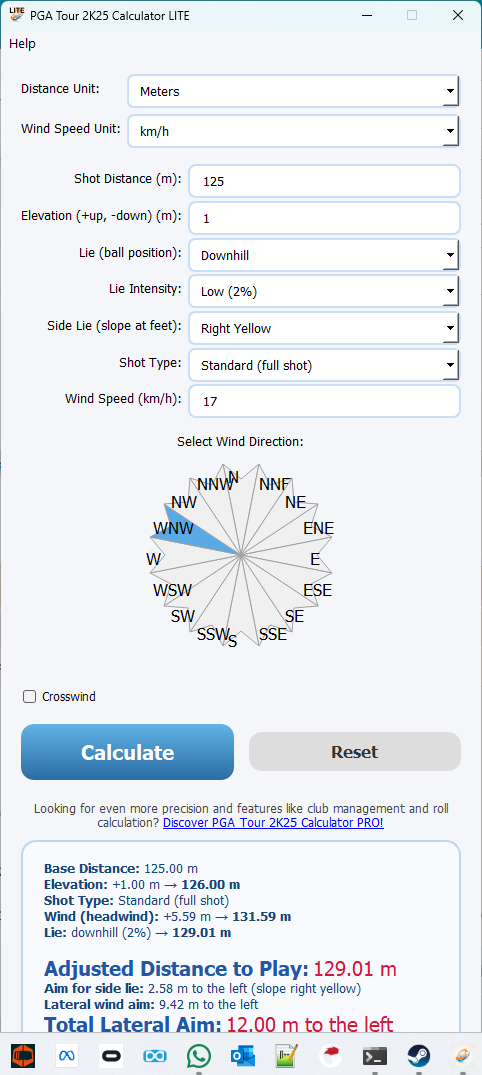 LITE PGA Tour 2K25 Calculator LITE
Help
Distance Unit: Meters
Wind Speed Unit: km/h
Shot Distance (m): 125
Elevation (+up, -down) (m): 1
Lie (ball position): Downhill
Lie Intensity: Low (2%)
Side Lie (slope at feet): Right Yellow
Shot Type: Standard (full shot)
Wind Speed (km/h): 17
Select Wind Direction:
N
NNW NNE
NW NE
WNW ENE
W E
WSW ESE
SW SE
SSW SSE
S
Crosswind
Calculate Reset
Looking for even more precision and features like club management and roll
calculation? Discover PGA Tour 2K25 Calculator PRO!
Base Distance: 125.00 m
Elevation: +1.00 m → 126.00 m
Shot Type: Standard (full shot)
Wind (headwind): +5.59 m → 131.59 m
Lie: downhill (2%) → 129.01 m
Adjusted Distance to Play: 129.01 m
Aim for side lie: 2.58 m to the left (slope right yellow)
Lateral wind aim: 9.42 m to the left
Total Lateral Aim: 12.00 m to the left